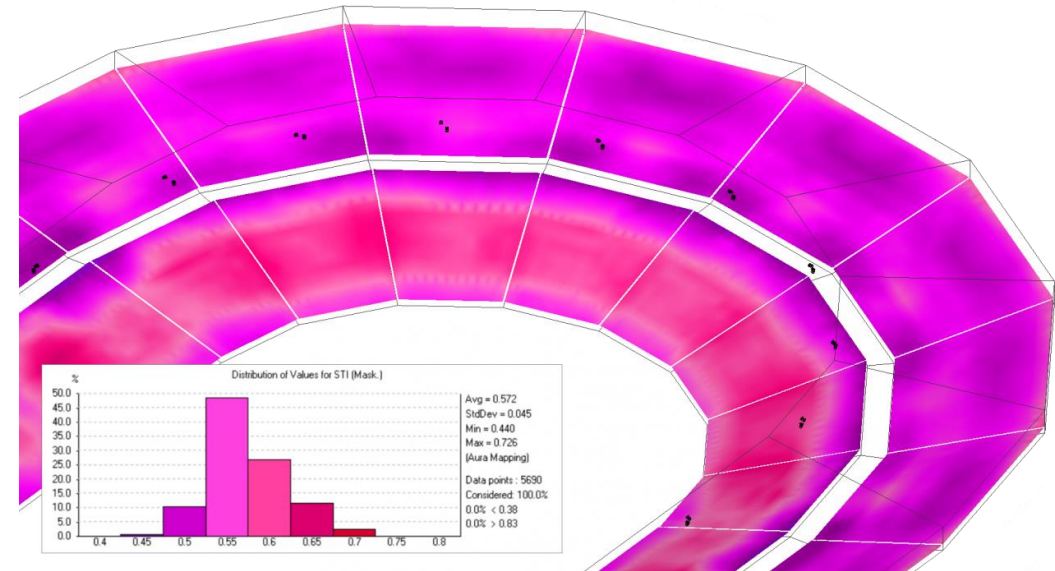 Distribution of Values for STI (Mask.)
%
50.0
45.0
40.0
35.0
30.0
25.0
20.0
15.0
10.0
5.0
0.0
0.4 0.45 0.5 0.55 0.6 0.65 0.7 0.75 0.8
Avg = 0.572
StdDev = 0.045
Min = 0.440
Max = 0.726
(Aura Mapping)
Data points : 5690
Considered: 100.0%
0.0% < 0.38
0.0% > 0.83